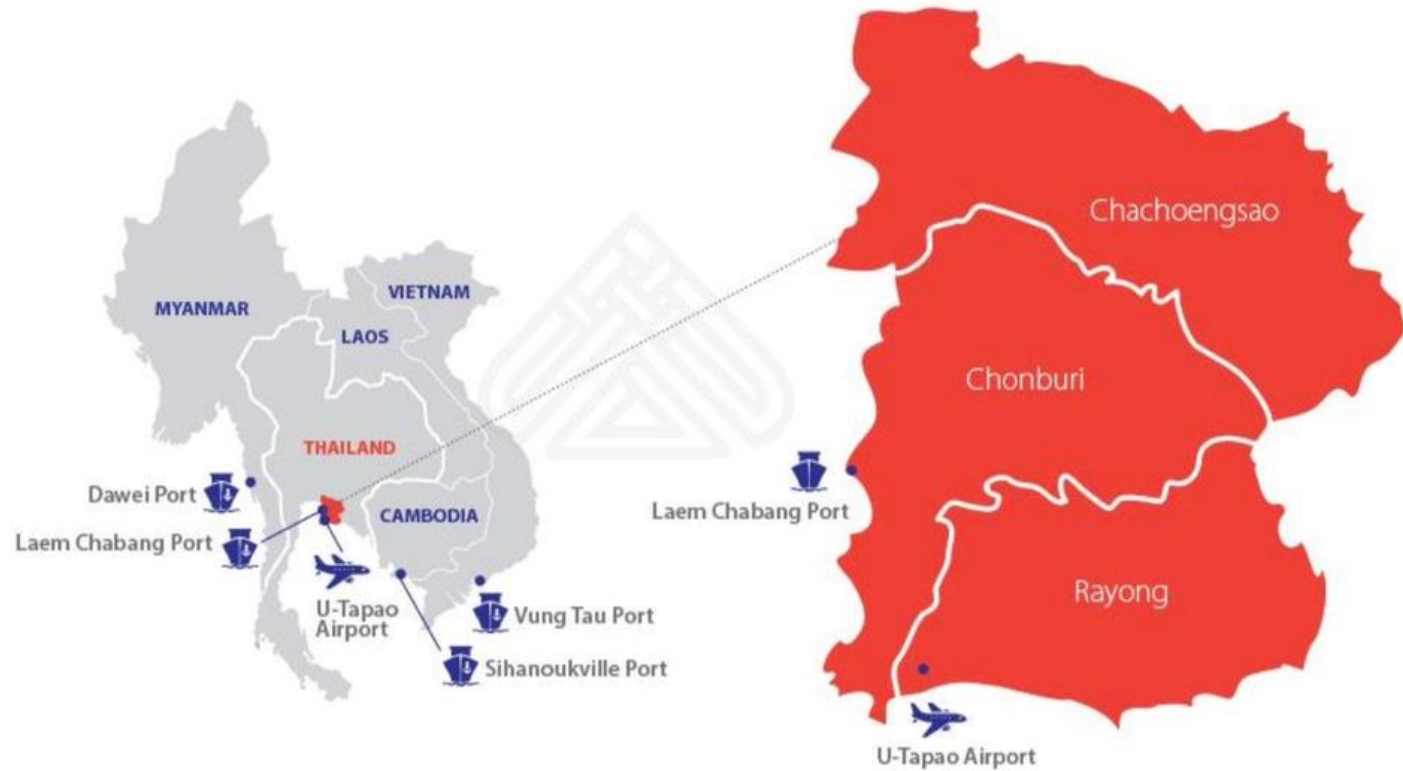 MYANMAR
VIETNAM
LAOS
THAILAND
CAMBODIA
Dawei Port
Laem Chabang Port
U-Tapao
Airport
Vung Tau Port
Sihanoukville Port
Chachoengsao
Chonburi
Laem Chabang Port
Rayong
U-Tapao Airport